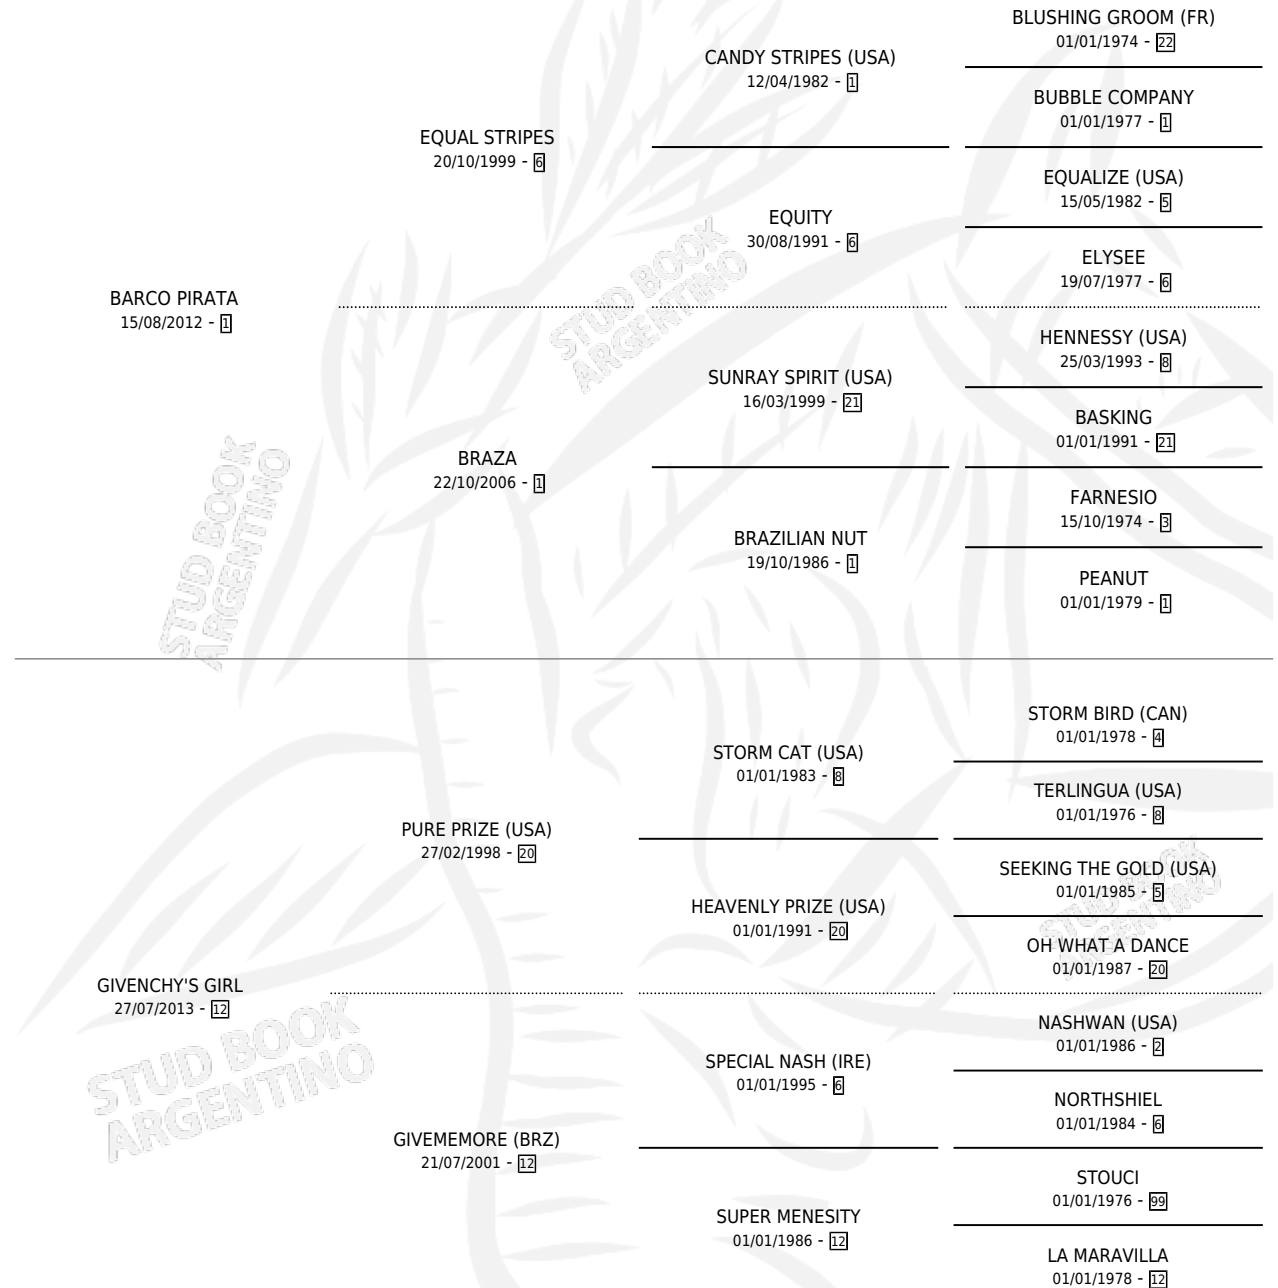 BLUSHING GROOM (FR)
01/01/1974 - 22
CANDY STRIPES (USA)
12/04/1982 - 1
BUBBLE COMPANY
01/01/1977 - 1
EQUAL STRIPES
20/10/1999 - 6
EQUALIZE (USA)
15/05/1982 - 5
EQUITY
30/08/1991 - 6
ELYSEE
19/07/1977 - 6
BARCO PIRATA
15/08/2012 - 1
HENNESSY (USA)
25/03/1993 - 8
SUNRAY SPIRIT (USA)
16/03/1999 - 21
BASKING
01/01/1991 - 21
BRAZA
22/10/2006 - 1
FARNESIO
15/10/1974 - 3
BRAZILIAN NUT
19/10/1986 - 1
PEANUT
01/01/1979 - 1
STORM BIRD (CAN)
01/01/1978 - 4
STORM CAT (USA)
01/01/1983 - 8
TERLINGUA (USA)
01/01/1976 - 8
PURE PRIZE (USA)
27/02/1998 - 20
SEEKING THE GOLD (USA)
01/01/1985 - 5
HEAVENLY PRIZE (USA)
01/01/1991 - 20
OH WHAT A DANCE
01/01/1987 - 20
GIVENCHY'S GIRL
27/07/2013 - 12
NASHWAN (USA)
01/01/1986 - 2
SPECIAL NASH (IRE)
01/01/1995 - 6
NORTHSHIEL
01/01/1984 - 6
GIVEMEMORE (BRZ)
21/07/2001 - 12
STOUCI
01/01/1976 - 99
SUPER MENESITY
01/01/1986 - 12
LA MARAVILLA
01/01/1978 - 12
STUD BOOK
ARGENTINO
STUD BOOK
ARGENTINO
STUD BOOK
ARGENTINO
STUD BOOK
ARGENTINO